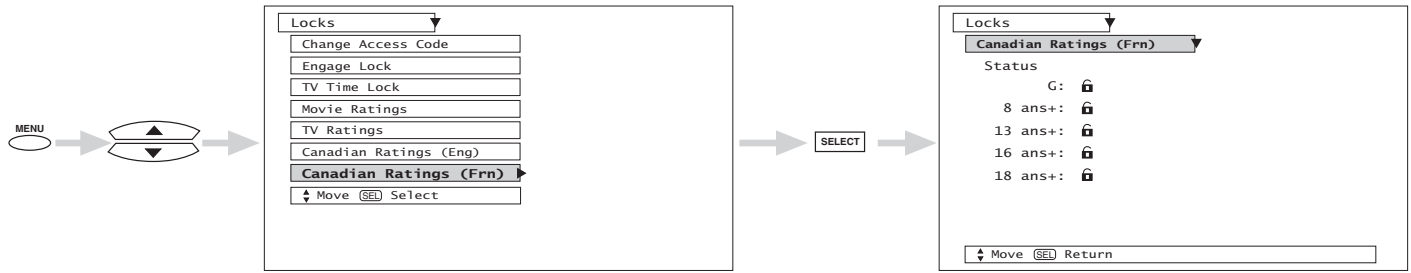 MENU
Locks
Change Access Code
Engage Lock
TV Time Lock
Movie Ratings
TV Ratings
Canadian Ratings (Eng)
Canadian Ratings (Frn)
Move SEL Select
SELECT
Locks
Canadian Ratings (Frn)
Status
G:
8 ans+:
13 ans+:
16 ans+:
18 ans+:
Move SEL Return